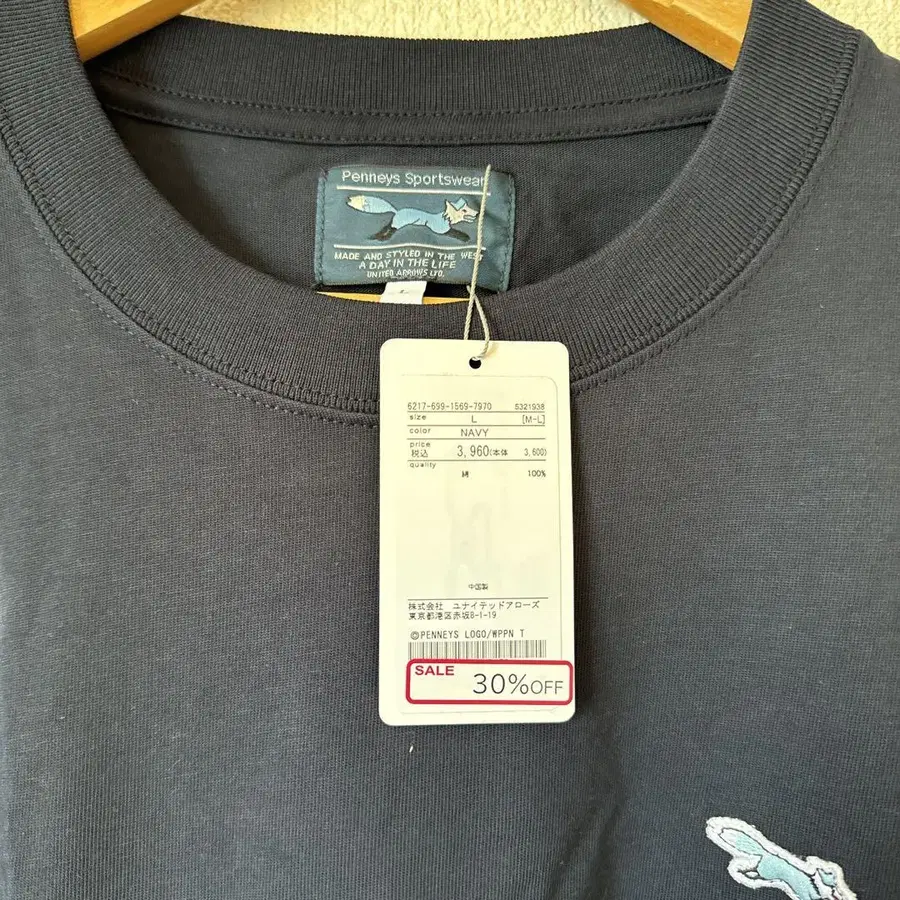 Penneys Sportswear
MADE AND STYLED IN THE WEST
A DAY IN THE LIFE
UNITED ARROWS LTD.
6217-699-1569-7970 5321938
size L [M-L]
color NAVY
price
税込 3,960(本体 3,600)
quality
綿 100%
中国製
株式会社 ユナイテッドアローズ
東京都港区赤坂8-1-19
©PENNEYS LOGO/WPPN T
SALE
30%OFF